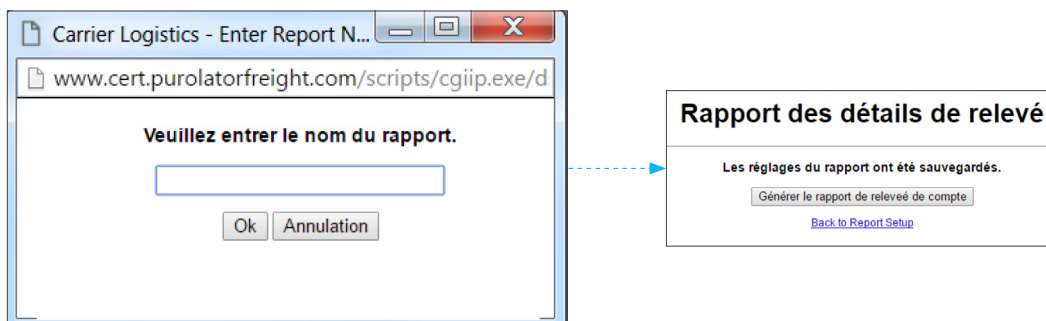 Carrier Logistics - Enter Report N...
www.cert.purolatorfreight.com/scripts/cgiip.exe/d
Veuillez entrer le nom du rapport.
Ok Annulation
Rapport des détails de relevé
Les réglages du rapport ont été sauvegardés.
Générer le rapport de releveé de compte
Back to Report Setup